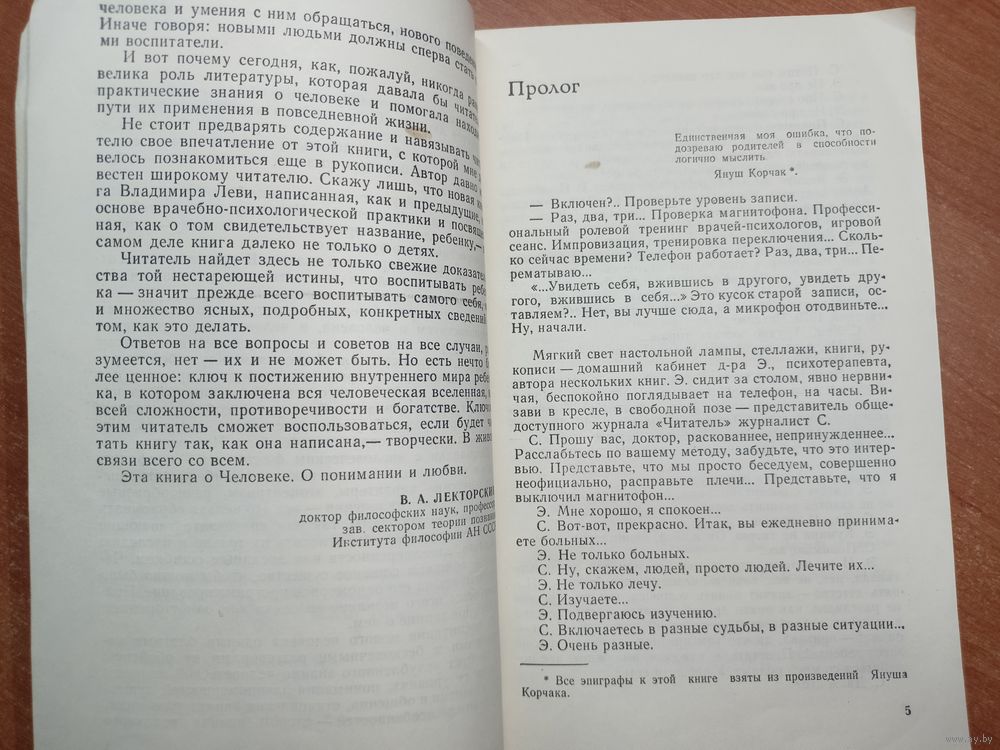 человека и умения с ним обращаться, нового
Иначе говоря: новыми людьми должны сперва стать
ми воспитатели.
И вот почему сегодня, как, пожалуй, никогда
велика роль литературы, которая давала бы
практические знания о человеке и помогала
пути их применения в повседневной жизни.
Не стоит предварять содержание и навязывать
телю свое впечатление от этой книги, с которой мне
велось познакомиться еще в рукописи. Автор давно
вестен широкому читателю. Скажу лишь, что новая
га Владимира Леви, написанная, как и предыдущие,
основе врачебно-психологической практики и
ная, как о том свидетельствует название, ребенку,—
самом деле книга далеко не только о детях.
Читатель найдет здесь не только свежие
ства той нестареющей истины, что воспитывать
ка — значит прежде всего воспитывать самого себя,
и множество ясных, подробных, конкретных сведений
том, как это делать.
Ответов на все вопросы и советов на все случаи,
зумеется, нет — их и не может быть. Но есть нечто
лее ценное: ключ к постижению внутреннего мира
ка, в котором заключена вся человеческая вселенная,
всей сложности, противоречивости и богатстве.
этим читатель сможет воспользоваться, если будет
тать книгу так, как она написана,— творчески. В
связи всего со всем.
Эта книга о Человеке. О понимании и любви.
В. А. ЛЕКТОРСКИ
доктор философских наук, професс
зав. сектором теории
Института философии АН ССС
Пролог
Единственная моя ошибка, что по-
дозреваю родителей в способности
логично мыслить.
Януш Корчак *.
— Включен?.. Проверьте уровень записи.
— Раз, два, три... Проверка магнитофона. Професси-
ональный ролевой тренинг врачей-психологов, игровой
сеанс. Импровизация, тренировка переключения... Сколь-
ко сейчас времени? Телефон работает? Раз, два, три... Пе-
рематываю...
«...Увидеть себя, вжившись в другого, увидеть дру-
гого, вжившись в себя...» Это кусок старой записи, ос-
тавляем?.. Нет, вы лучше сюда, а микрофон отодвиньте...
Ну, начали.
Мягкий свет настольной лампы, стеллажи, книги, ру-
кописи — домашний кабинет д-ра Э., психотерапевта,
автора нескольких книг. Э. сидит за столом, явно нервни-
чая, беспокойно поглядывает на телефон, на часы. Ви-
зави в кресле, в свободной позе — представитель обще-
доступного журнала «Читатель» журналист С.
С. Прошу вас, доктор, раскованнее, непринужденнее...
Расслабьтесь по вашему методу, забудьте, что это интер-
вью. Представьте, что мы просто беседуем, совершенно
неофициально, расправьте плечи... Представьте, что я
выключил магнитофон...
Э. Мне хорошо, я спокоен...
С. Вот-вот, прекрасно. Итак, вы ежедневно принима-
ете больных...
Э. Не только больных.
С. Ну, скажем, людей, просто людей. Лечите их...
Э. Не только лечу.
С. Изучаете...
Э. Подвергаюсь изучению.
С. Включаетесь в разные судьбы, в разные ситуации...
Э. Очень разные.
* Все эпиграфы к этой книге взяты из произведений Януша
Корчака.
5
www.ay.by